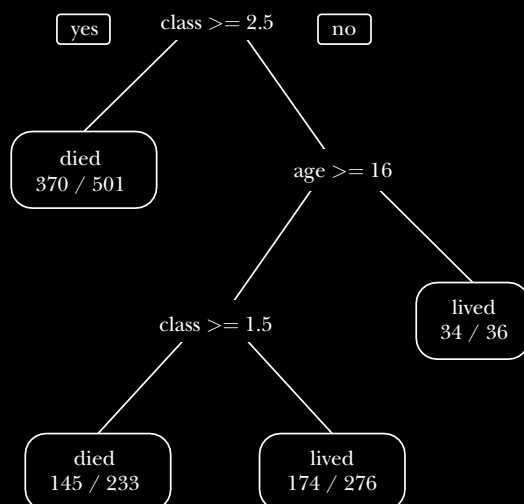 yes
class >= 2.5
no
died
370 / 501
age >= 16
lived
34 / 36
class >= 1.5
died
145 / 233
lived
174 / 276